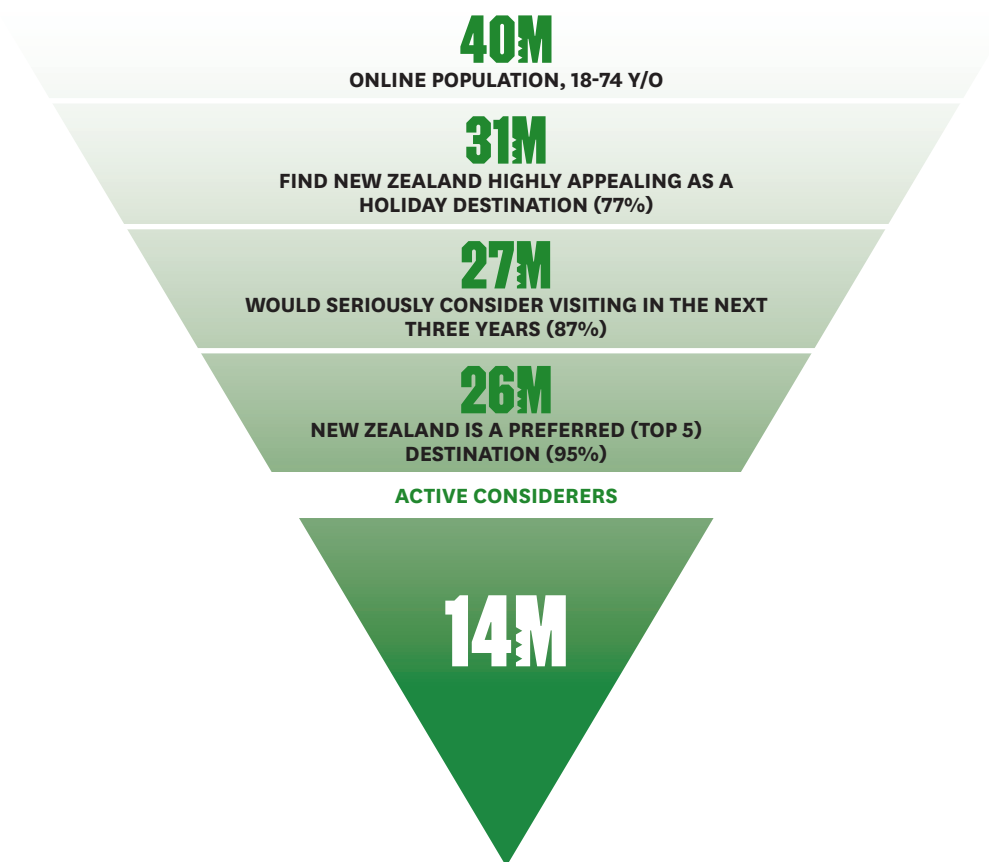 40M
ONLINE POPULATION, 18-74 Y/O
31M
FIND NEW ZEALAND HIGHLY APPEALING AS A
HOLIDAY DESTINATION (77%)
27M
WOULD SERIOUSLY CONSIDER VISITING IN THE NEXT
THREE YEARS (87%)
26M
NEW ZEALAND IS A PREFERRED (TOP 5)
DESTINATION (95%)
ACTIVE CONSIDERERS
14M